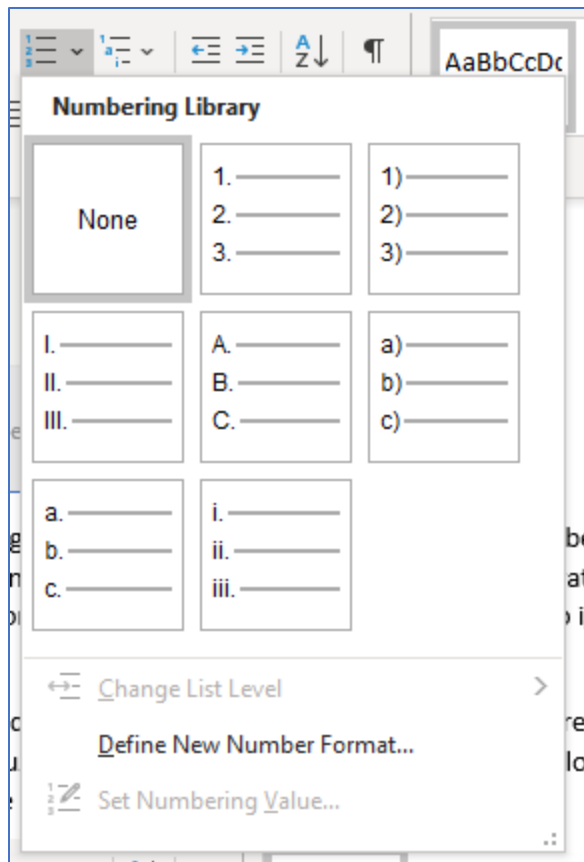 AaBbCcDc
Numbering Library
None
1.
2.
3.
1)
2)
3)
I.
II.
III.
A.
B.
C.
a)
b)
c)
a.
b.
c.
i.
ii.
iii.
Change List Level
Define New Number Format...
Set Numbering Value...